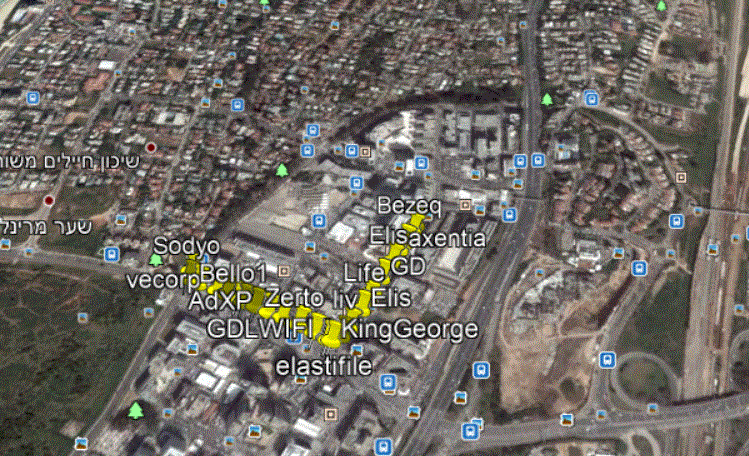 שיכון חיילים משוח
Bezeq
שער מרינל
Elisaxentia
Sodyo
vecorp
Bello1
Life
GD
AdXP
Zerto
liv
Elis
GDLWIFI
KingGeorge
elastifile